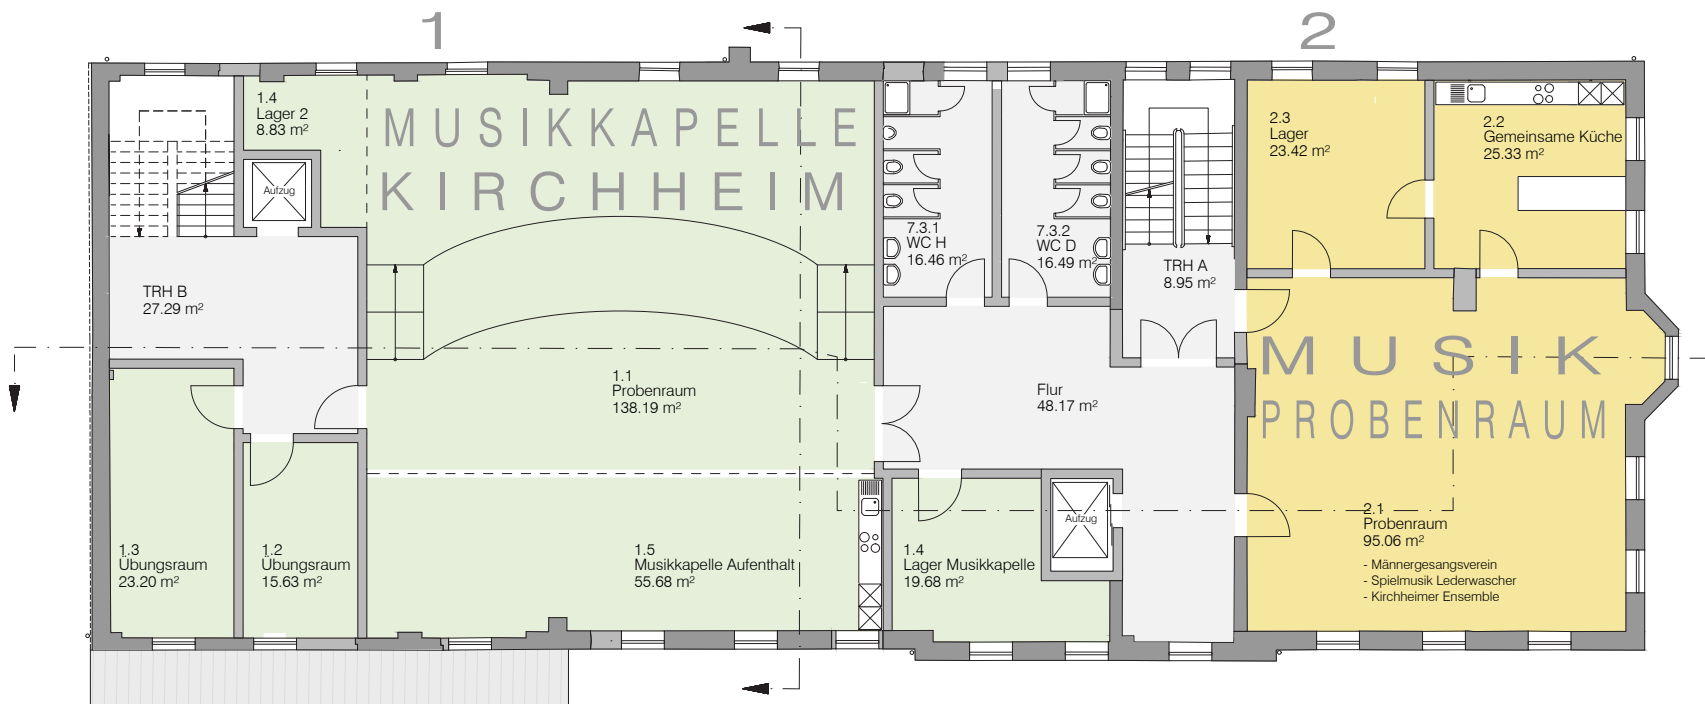 1
2
1.4
Lager 2
8.83 m²
MUSIKKAPELLE
KIRCHHEIM
Aufzug
TRH B
27.29 m²
1.1
Probenraum
138.19 m²
1.3
Übungsraum
23.20 m²
1.2
Übungsraum
15.63 m²
1.5
Musikkapelle Aufenthalt
55.68 m²
7.3.1
WC H
16.46 m²
7.3.2
WC D
16.49 m²
TRH A
8.95 m²
Flur
48.17 m²
1.4
Lager Musikkapelle
19.68 m²
Aufzug
2.3
Lager
23.42 m²
2.2
Gemeinsame Küche
25.33 m²
MUSIK
PROBENRAUM
2.1
Probenraum
95.06 m²
- Männergesangsverein
- Spielmusik Lederwascher
- Kirchheimer Ensemble